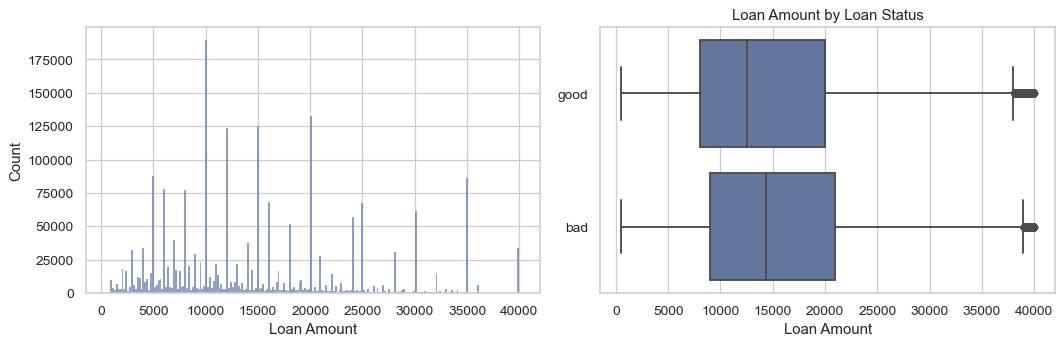 175000
150000
125000
100000
75000
50000
25000
0
Count
0 5000 10000 15000 20000 25000 30000 35000 40000
Loan Amount
Loan Amount by Loan Status
good
bad
0 10000 10000 15000 20000 25000 30000 35000 40000
Loan Amount